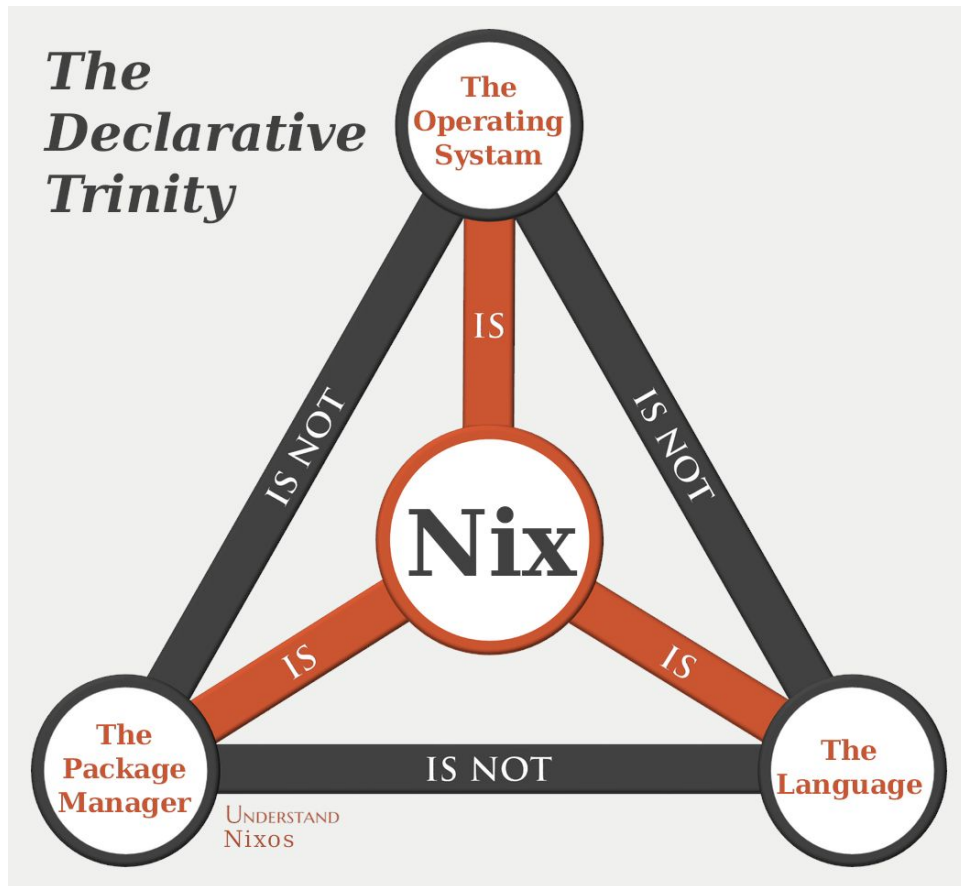 The
Declarative
Trinity
The
Operating
Systam
IS
IS NOT
IS NOT
Nix
IS
IS
The
Package
Manager
IS NOT
The
Language
Understand
Nixos